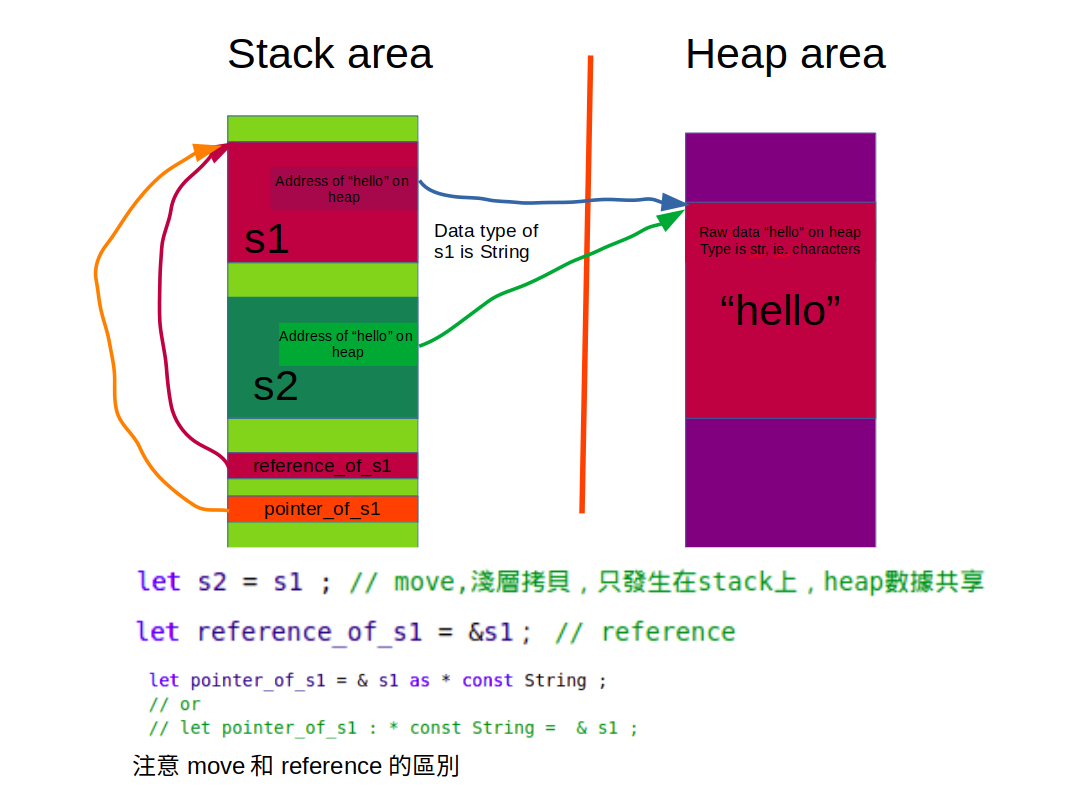 Stack area
Heap area
Address of “hello” on
heap
s1
Data type of
s1 is String
Raw data “hello” on heap
Type is str, ie. characters
“hello”
Address of “hello” on
heap
s2
reference_of_s1
pointer_of_s1
let s2 = s1 ; // move,淺層拷貝，只發生在stack上，heap數據共享
let reference_of_s1 = &s1; // reference
let pointer_of_s1 = & s1 as * const String ;
// or
// let pointer_of_s1 : * const String = & s1 ;
注意 move 和 reference 的區別